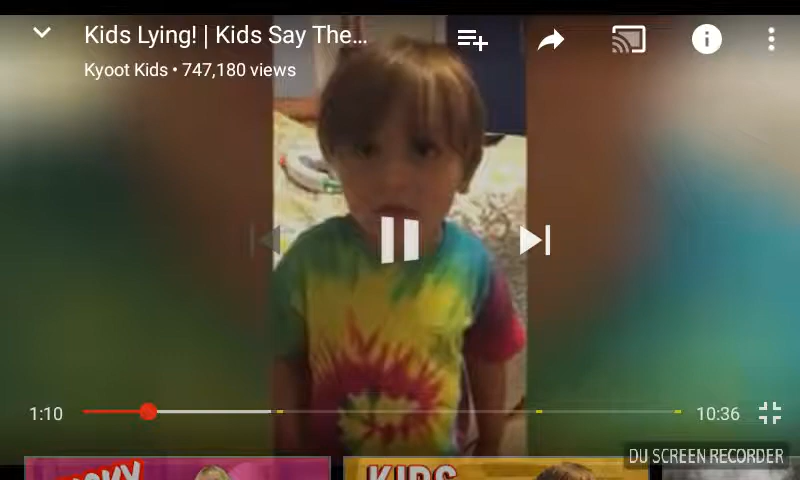 Kids Lying! | Kids Say The...
Kyoot Kids • 747,180 views
1:10
10:36
DU SCREEN RECORDER
KIDS